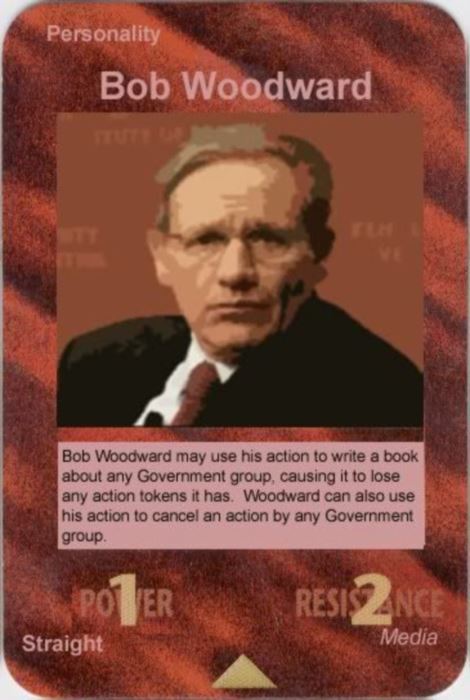 Personality
Bob Woodward
Bob Woodward may use his action to write a book
about any Government group, causing it to lose
any action tokens it has. Woodward can also use
his action to cancel an action by any Government
group.
1
POWER
2
RESISTANCE
Straight
Media